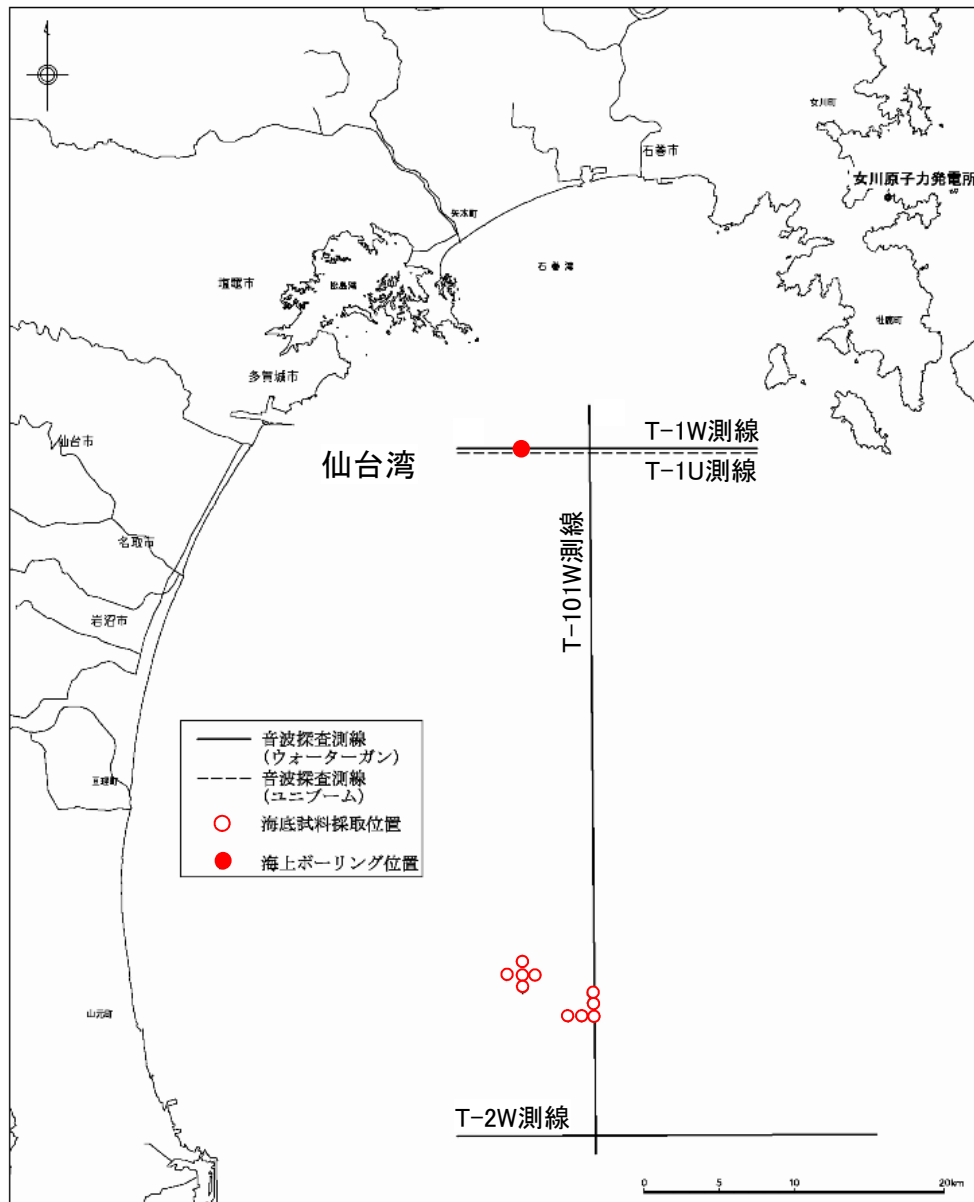 女川町
石巻市
女川原子力発電所
矢本町
石巻湾
塩竈市
松島湾
牡鹿町
多賀城市
仙台市
仙台湾
T-1W測線
T-1U測線
名取市
T-101W測線
岩沼市
音波探査測線
(ウォーターガン)
音波探査測線
(ユニブーム)
亘理町
海底試料採取位置
海上ボーリング位置
山元町
T-2W測線
0 5 10 20km